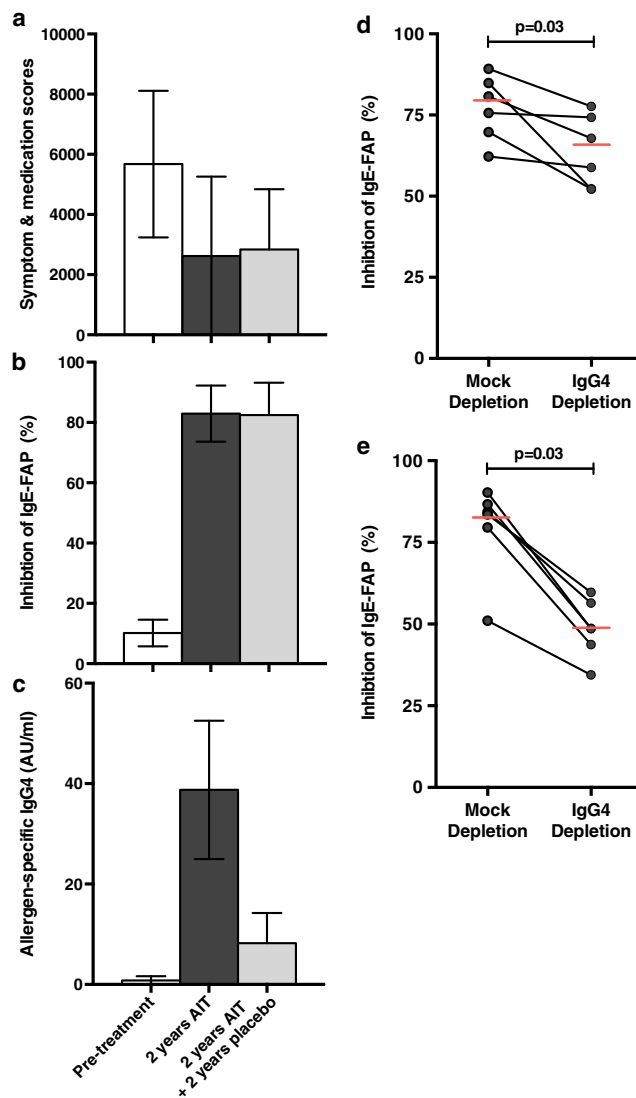 a
10000
8000
6000
4000
2000
0
Symptom & medication scores
b
100
80
60
40
20
0
Inhibtion of IgE-FAP (%)
c
60
40
20
0
Allergen-specific IgG4 (AU/ml)
Pre-treatment
2 years AIT
2 years AIT
+ 2 years placebo
d
p=0.03
100
75
50
25
0
Inhibtion of IgE-FAP (%)
Mock
Depletion
IgG4
Depletion
e
p=0.03
100
75
50
25
0
Inhibtion of IgE-FAP (%)
Mock
Depletion
IgG4
Depletion